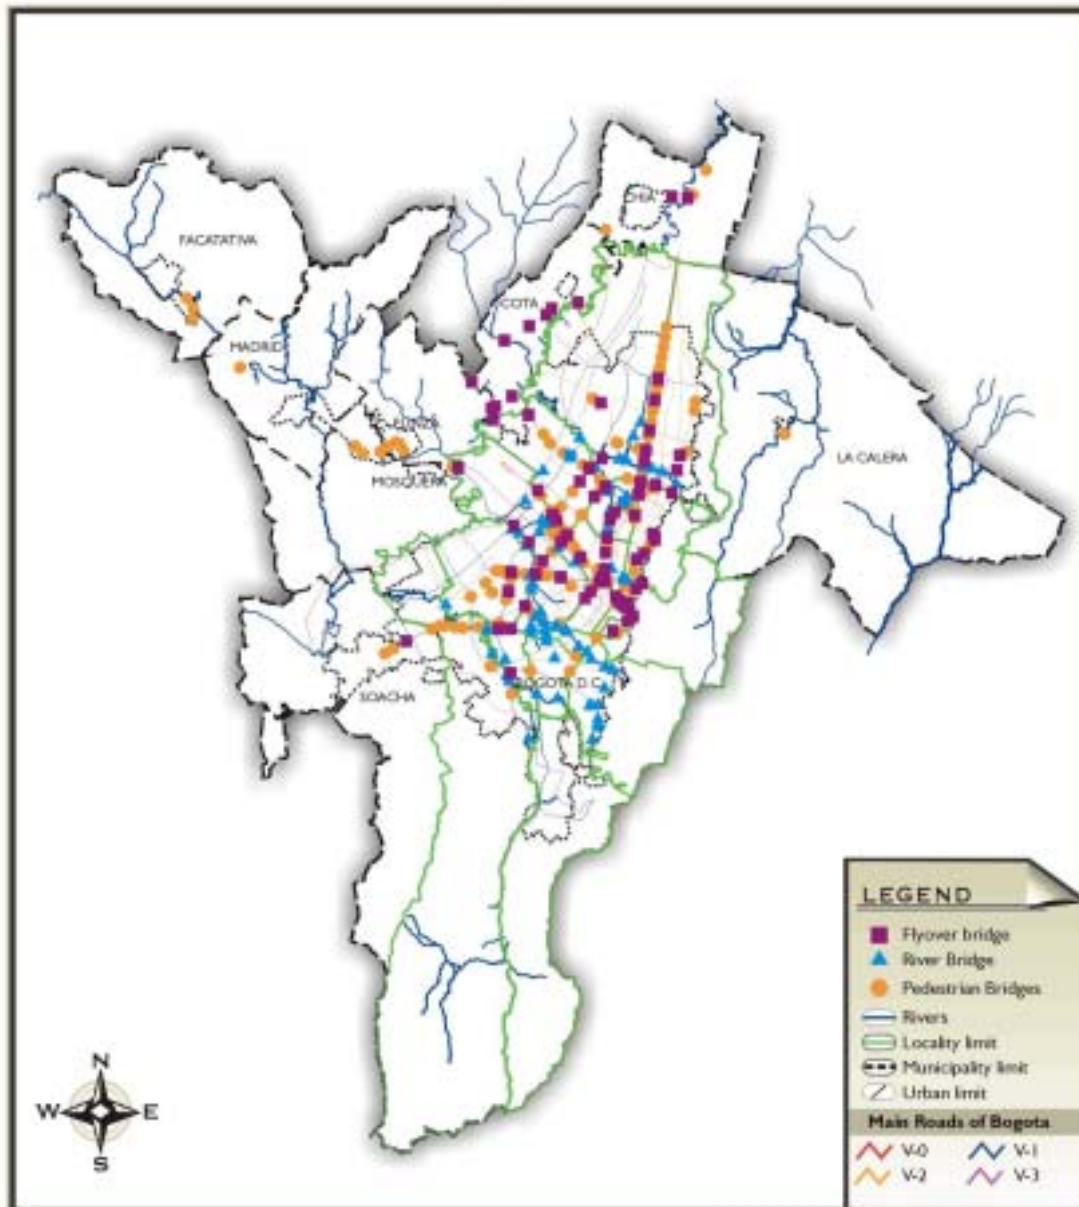 CHIA
FACATATIVA
COTA
MADRID
FUNZA
LA CALERA
MOSQUERA
BOGOTA D.C.
SOACHA
LEGEND
Flyover bridge
River Bridge
Pedestrian Bridges
Rivers
Locality limit
Municipality limit
Urban limit
Main Roads of Bogota
V-0 V-1
V-2 V-3
N
W E
S